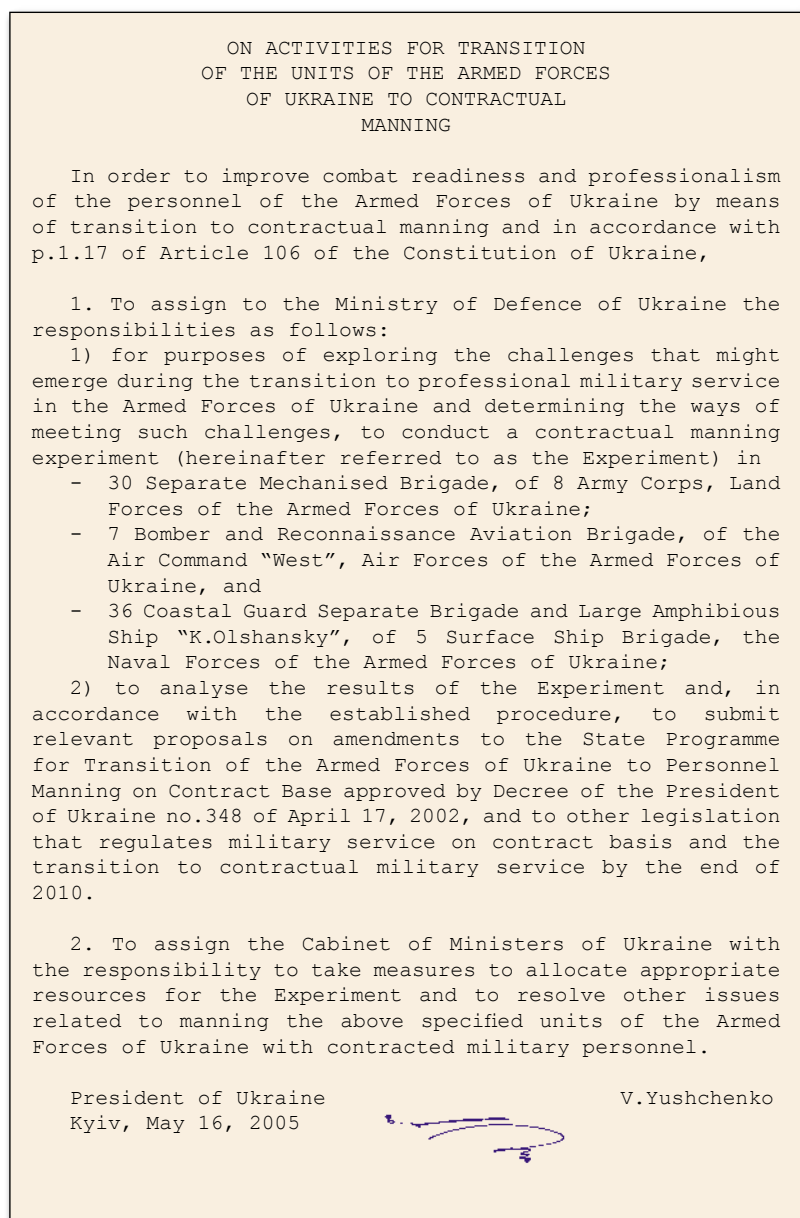 ON ACTIVITIES FOR TRANSITION
OF THE UNITS OF THE ARMED FORCES
OF UKRAINE TO CONTRACTUAL
MANNING
In order to improve combat readiness and professionalism
of the personnel of the Armed Forces of Ukraine by means
of transition to contractual manning and in accordance with
p.1.17 of Article 106 of the Constitution of Ukraine,
1. To assign to the Ministry of Defence of Ukraine the
responsibilities as follows:
1) for purposes of exploring the challenges that might
emerge during the transition to professional military service
in the Armed Forces of Ukraine and determining the ways of
meeting such challenges, to conduct a contractual manning
experiment (hereinafter referred to as the Experiment) in
- 30 Separate Mechanised Brigade, of 8 Army Corps, Land
Forces of the Armed Forces of Ukraine;
- 7 Bomber and Reconnaissance Aviation Brigade, of the
Air Command “West”, Air Forces of the Armed Forces of
Ukraine, and
- 36 Coastal Guard Separate Brigade and Large Amphibious
Ship “K.Olshansky”, of 5 Surface Ship Brigade, the
Naval Forces of the Armed Forces of Ukraine;
2) to analyse the results of the Experiment and, in
accordance with the established procedure, to submit
relevant proposals on amendments to the State Programme
for Transition of the Armed Forces of Ukraine to Personnel
Manning on Contract Base approved by Decree of the President
of Ukraine no.348 of April 17, 2002, and to other legislation
that regulates military service on contract basis and the
transition to contractual military service by the end of
2010.
2. To assign the Cabinet of Ministers of Ukraine with
the responsibility to take measures to allocate appropriate
resources for the Experiment and to resolve other issues
related to manning the above specified units of the Armed
Forces of Ukraine with contracted military personnel.
President of Ukraine V.Yushchenko
Kyiv, May 16, 2005